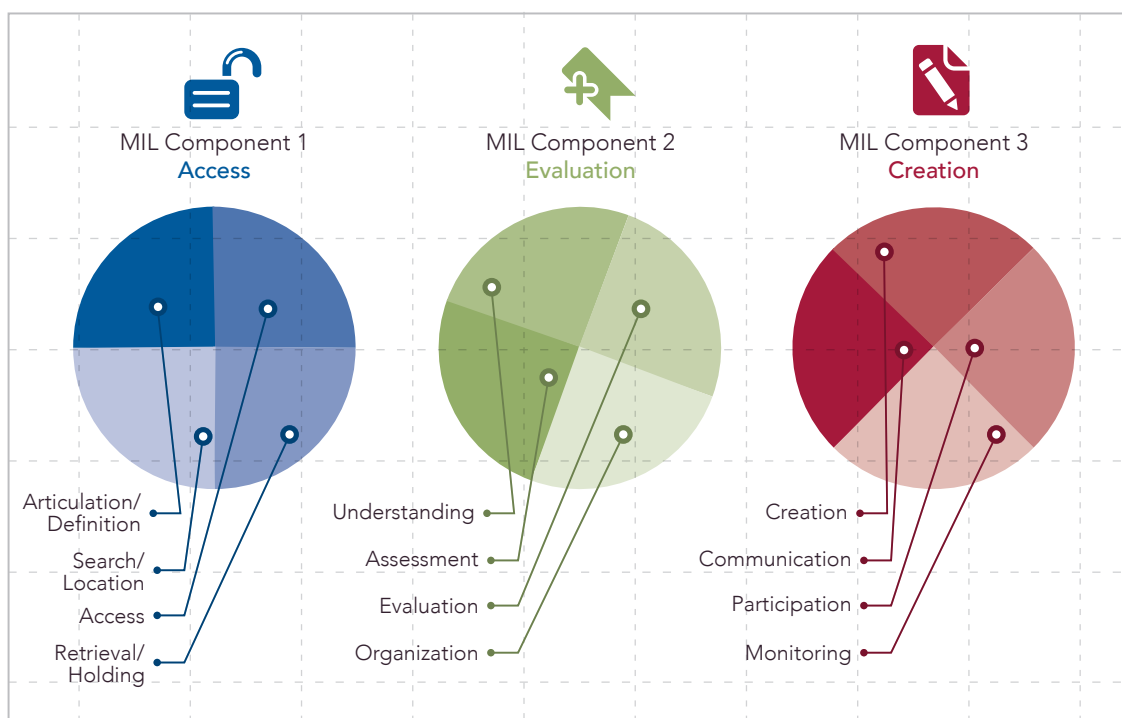 MIL Component 1
Access
MIL Component 2
Evaluation
MIL Component 3
Creation
Articulation/
Definition
Search/
Location
Access
Retrieval/
Holding
Understanding
Assessment
Evaluation
Organization
Creation
Communication
Participation
Monitoring